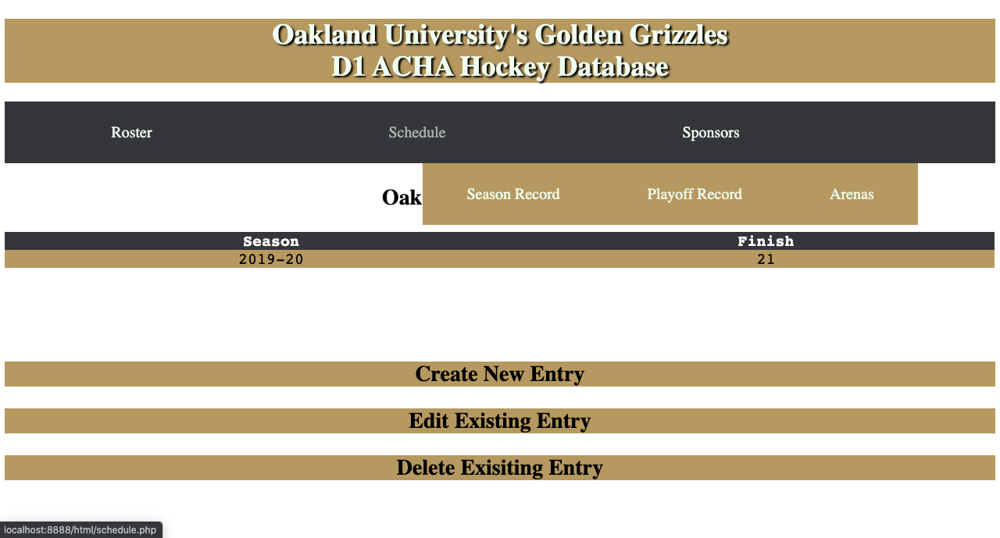 Oakland University's Golden Grizzles
D1 ACHA Hockey Database
Roster Schedule Sponsors
Oak Season Record Playoff Record Arenas
Season Finish
2019-20 21
Create New Entry
Edit Existing Entry
Delete Exisiting Entry
localhost:8888/html/schedule.php